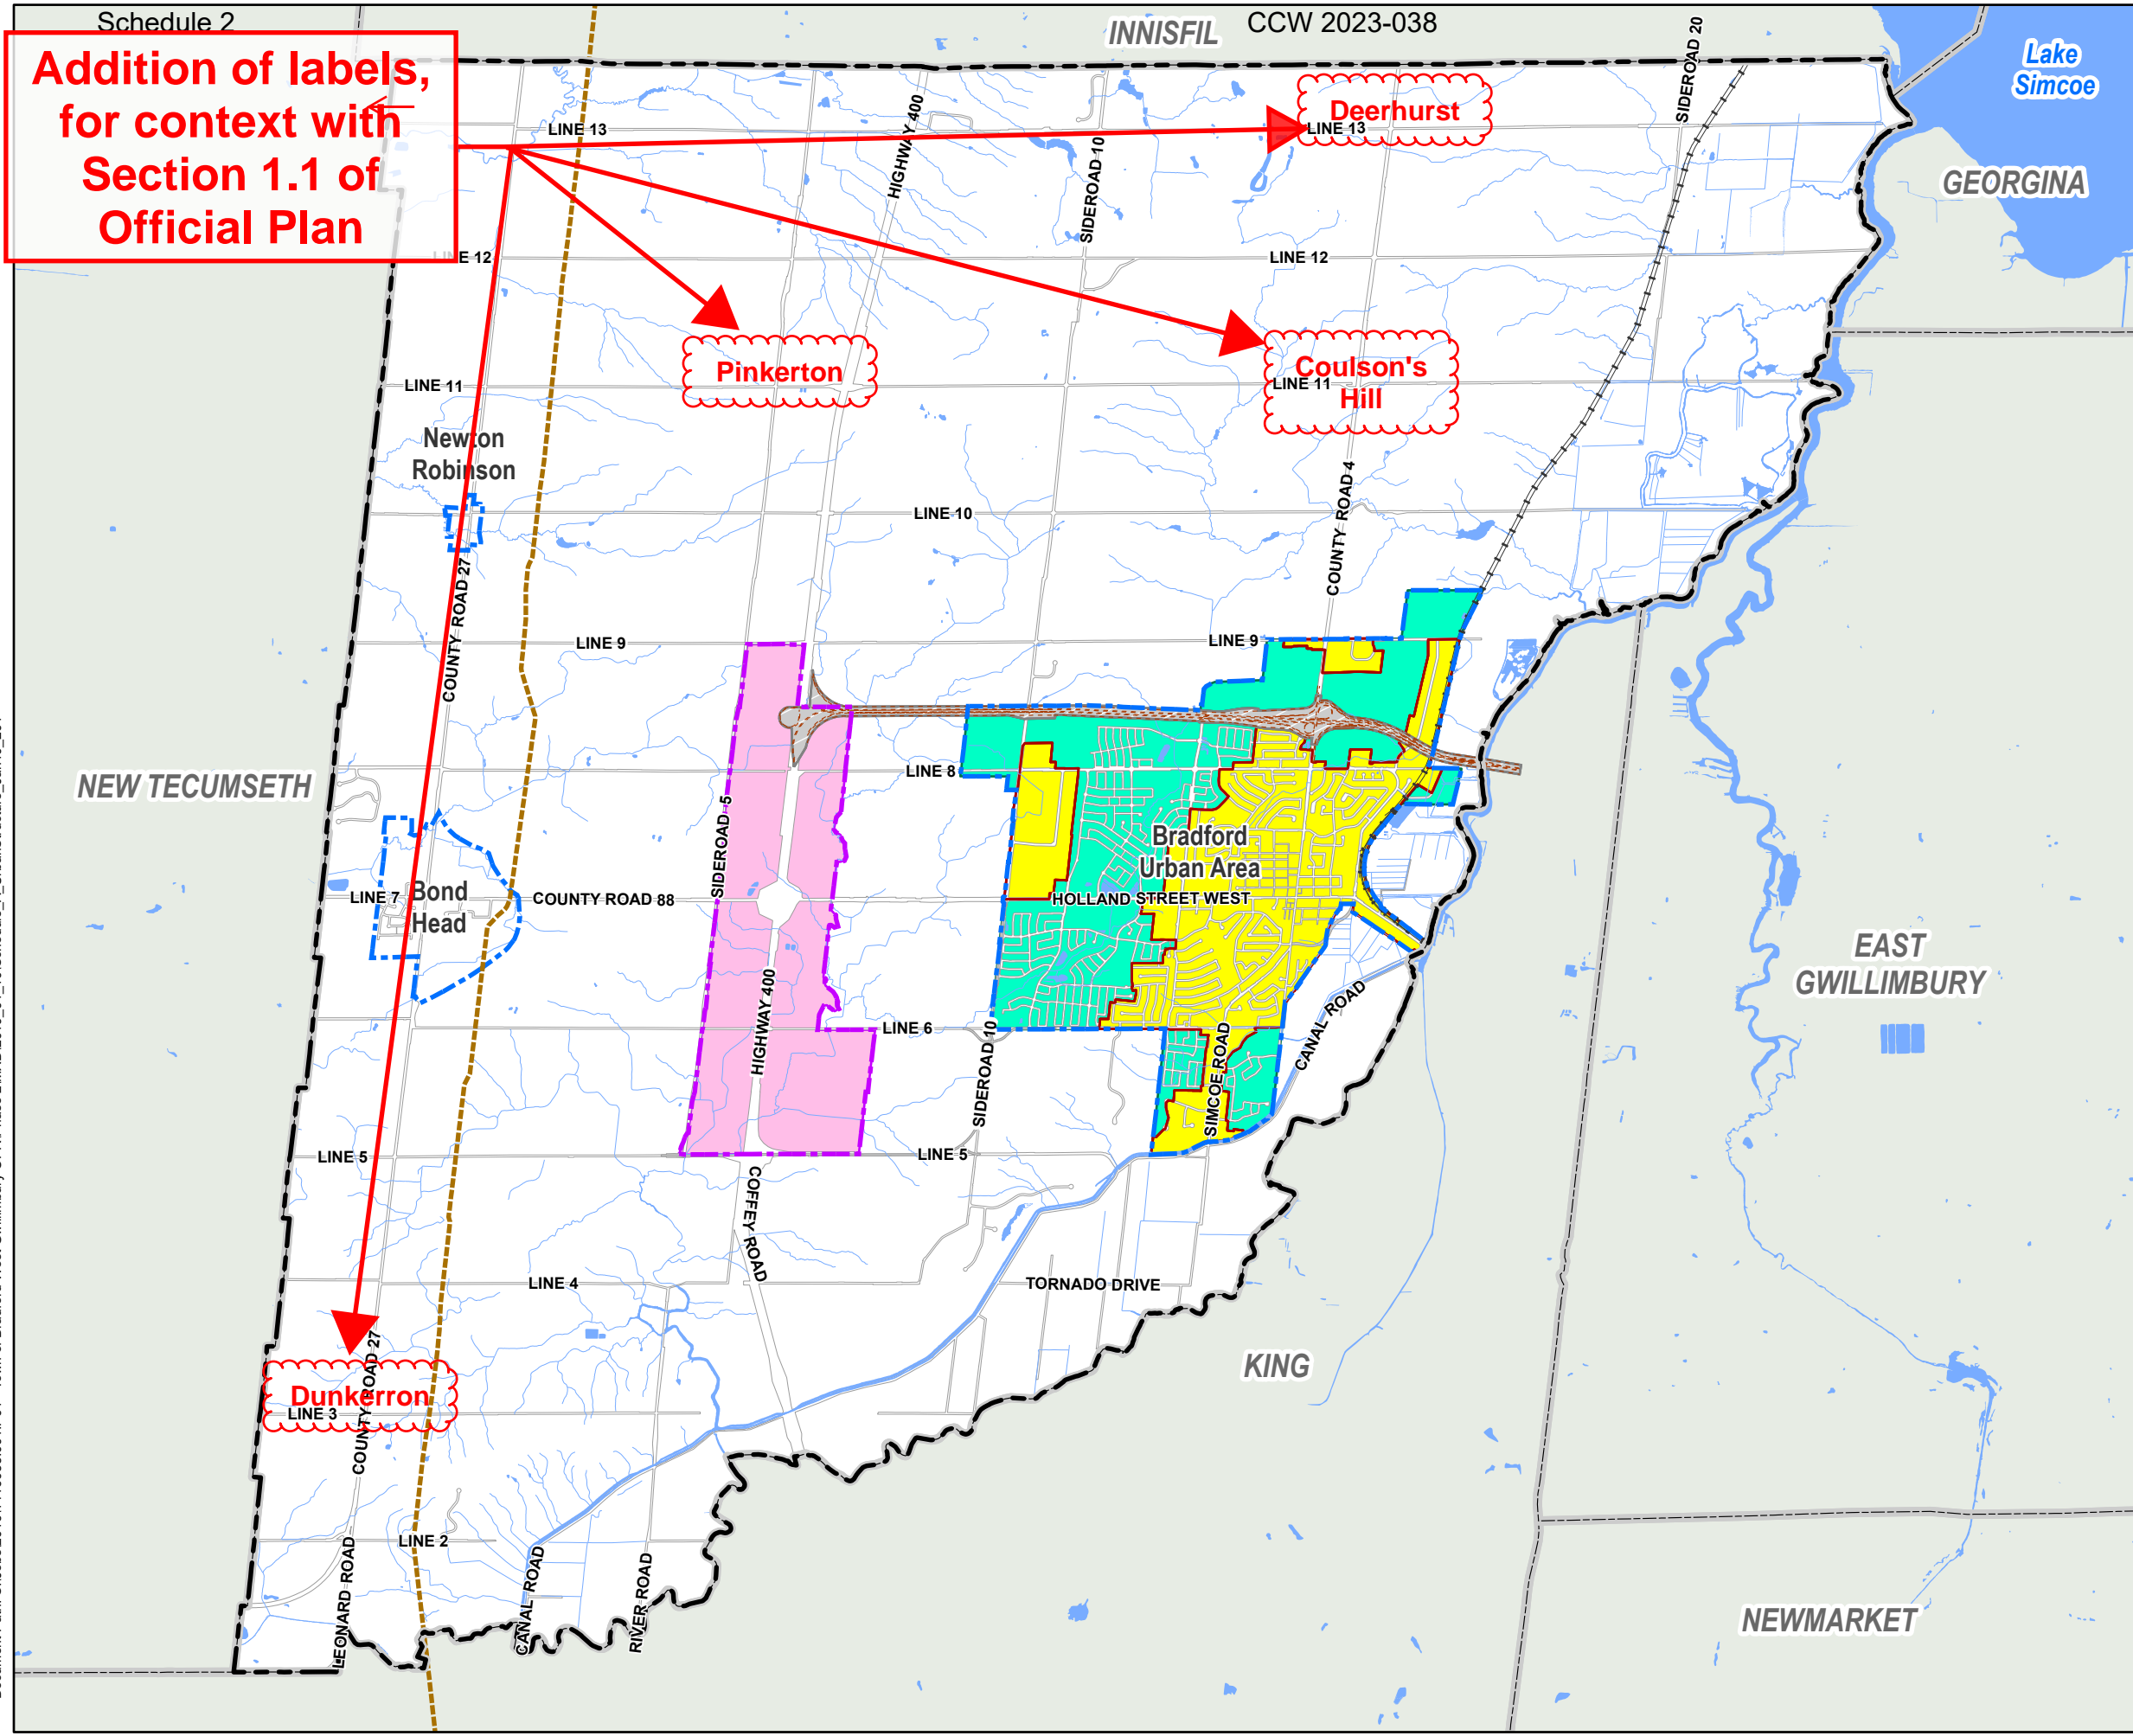 Schedule 2
CCW 2023-038
INNISFIL
SIDEROAD 20
Lake
Simcoe
Addition of labels,
for context with
Section 1.1 of
Official Plan
Deerhurst
LINE 13
LINE 13
HIGHWAY 400
SIDEROAD 10
GEORGINA
LINE 12
LINE 12
Pinkerton
Coulson's
Hill
LINE 11
LINE 11
Newton
Robinson
LINE 10
COUNTY ROAD 4
COUNTY ROAD 27
LINE 9
LINE 9
NEW TECUMSETH
LINE 8
SIDEROAD 5
Bradford
Urban Area
LINE 7
Bond
Head
COUNTY ROAD 88
HOLLAND STREET WEST
EAST
GWILLIMBURY
HIGHWAY 400
LINE 6
SIDEROAD 10
SIMCOE ROAD
CANAL ROAD
LINE 5
LINE 5
COFFEY ROAD
LINE 4
TORNADO DRIVE
KING
COUNTY ROAD 27
Dunkerron
LINE 3
LINE 2
LEONARD ROAD
CANAL ROAD
RIVER ROAD
NEWMARKET